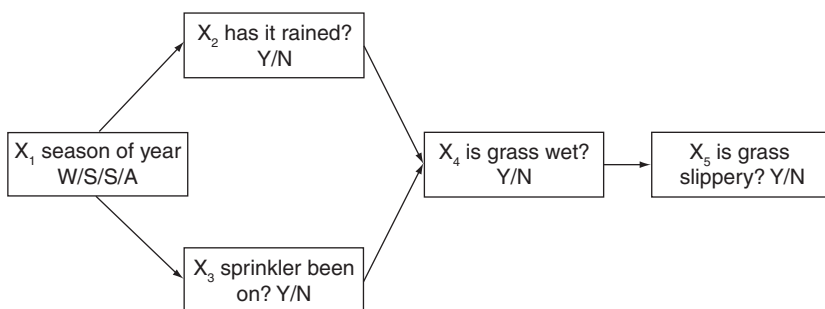 X₂ has it rained?
Y/N
X₁ season of year
W/S/S/A
X₄ is grass wet?
Y/N
X₅ is grass
slippery? Y/N
X₃ sprinkler been
on? Y/N